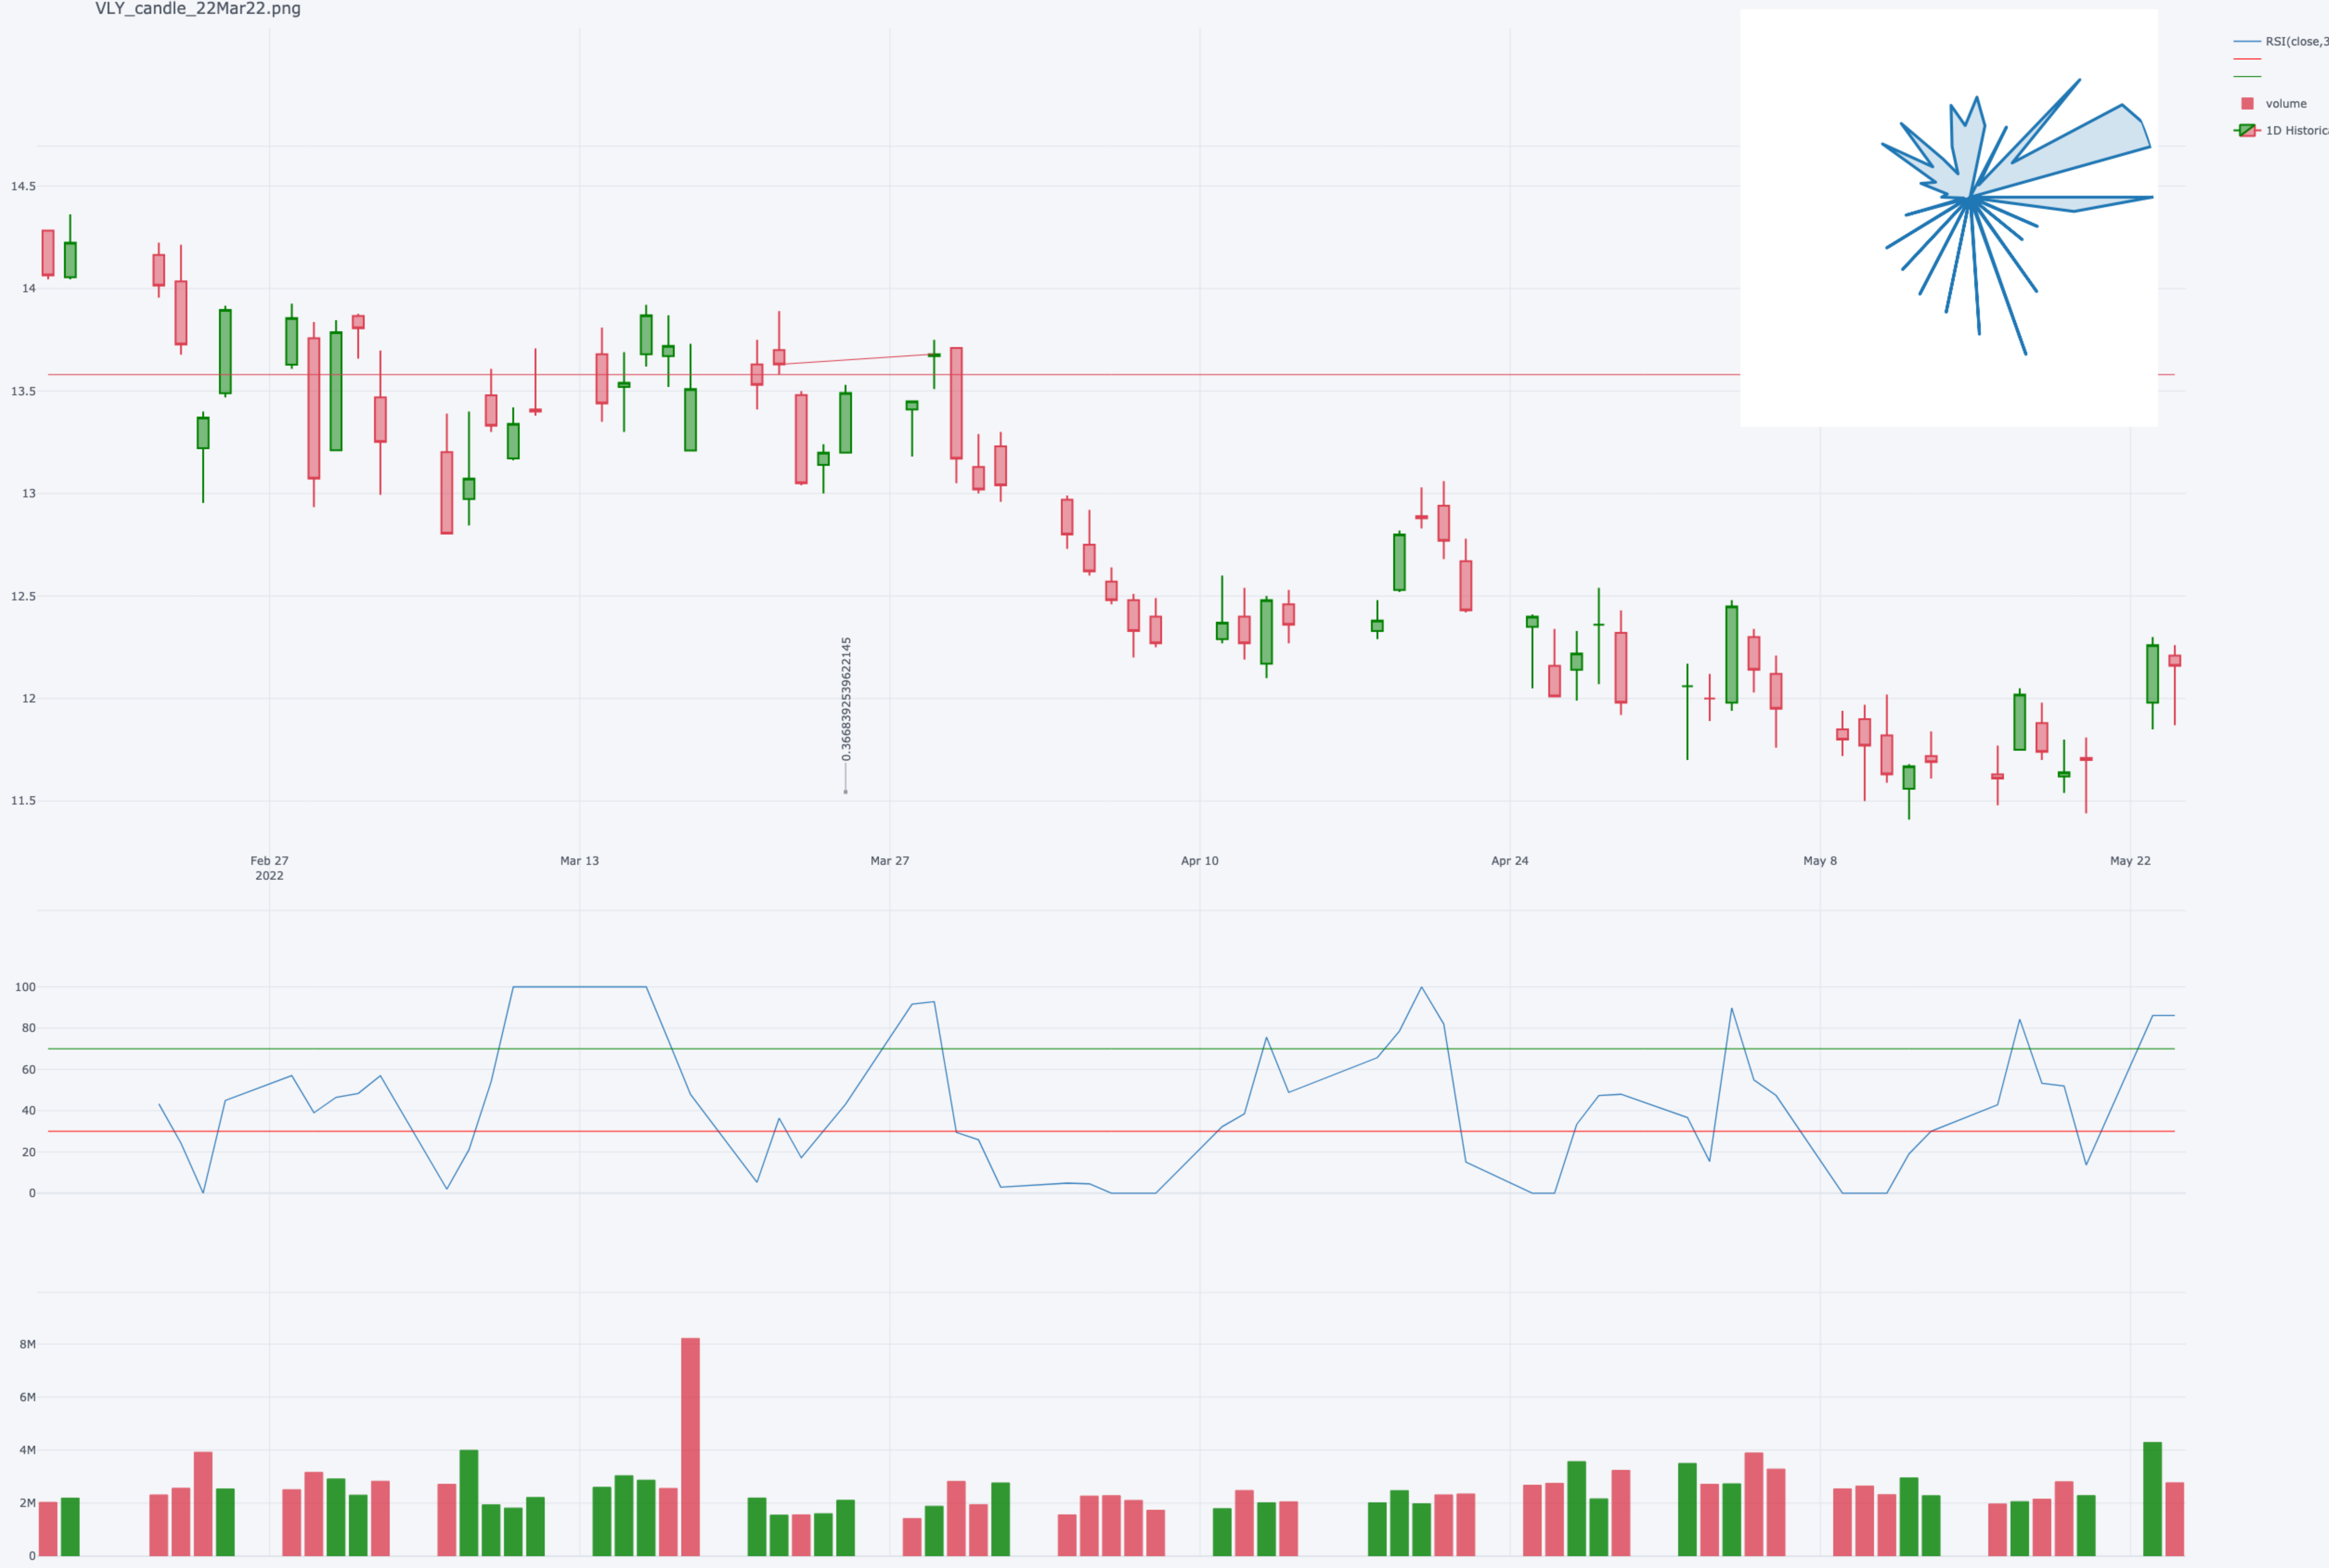 VLY_candle_22Mar22.png
RSI(close,3
volume
1D Historic
14.5
14
13.5
13
12.5
12
11.5
0.3668392553962214​5
Feb 27
2022
Mar 13
Mar 27
Apr 10
Apr 24
May 8
May 22
100
80
60
40
20
0
8M
6M
4M
2M
0